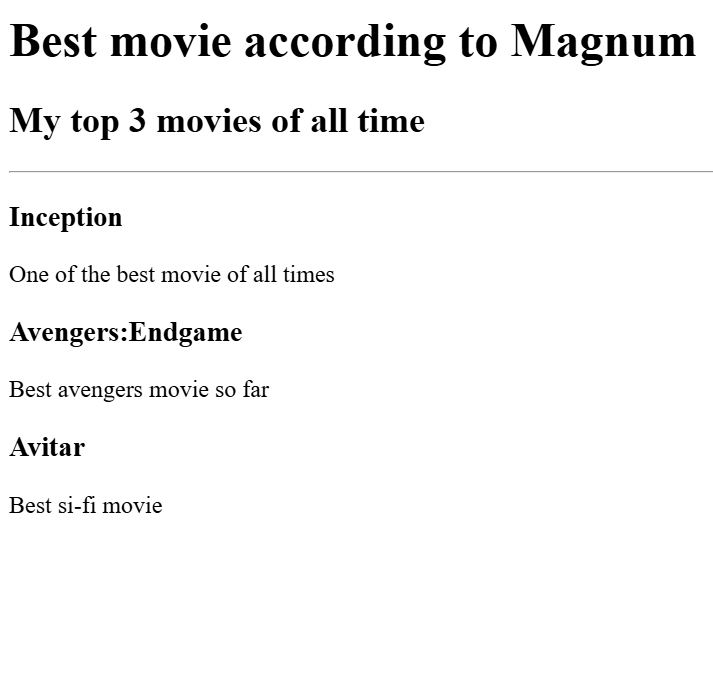 Best movie according to Magnum
My top 3 movies of all time
Inception
One of the best movie of all times
Avengers:Endgame
Best avengers movie so far
Avitar
Best si-fi movie